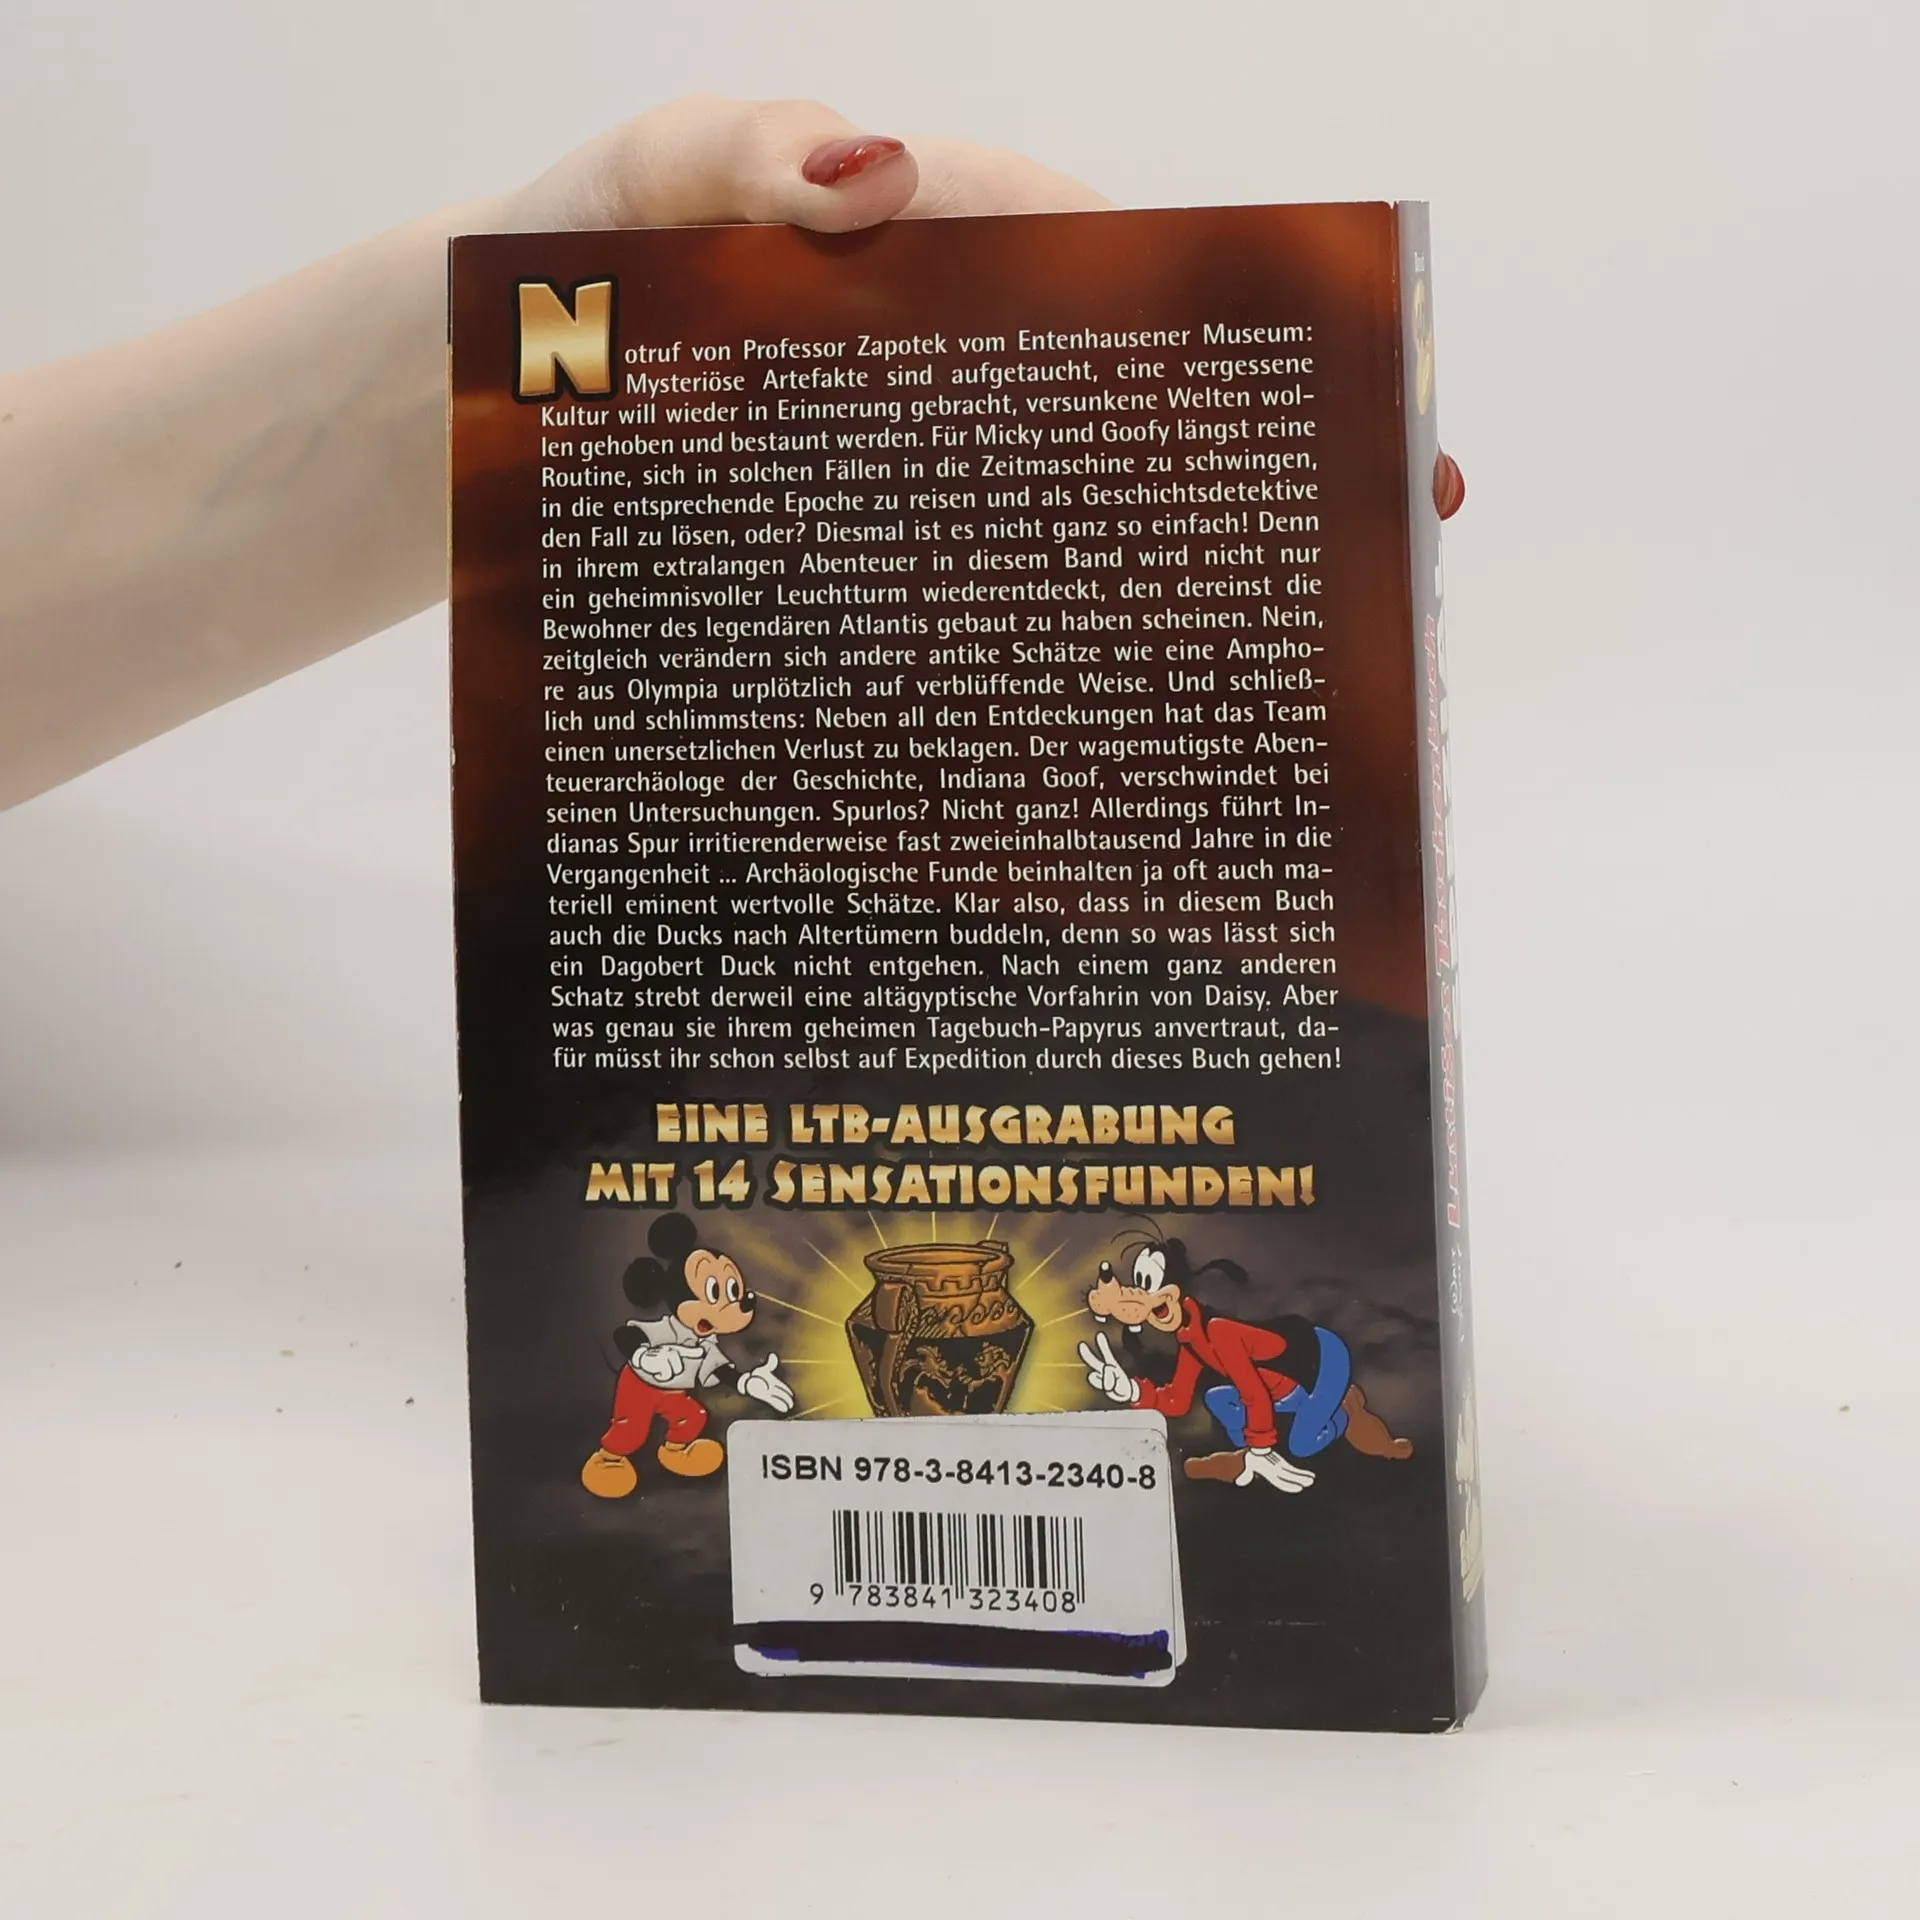 Notruf von Professor Zapotek vom Entenhausener Museum:
Mysteriöse Artefakte sind aufgetaucht, eine vergessene
Kultur will wieder in Erinnerung gebracht, versunkene Welten wol-
len gehoben und bestaunt werden. Für Micky und Goofy längst reine
Routine, sich in solchen Fällen in die Zeitmaschine zu schwingen,
in die entsprechende Epoche zu reisen und als Geschichtsdetektive
den Fall zu lösen, oder? Diesmal ist es nicht ganz so einfach! Denn
in ihrem extralangen Abenteuer in diesem Band wird nicht nur
ein geheimnisvoller Leuchtturm wiederentdeckt, den dereinst die
Bewohner des legendären Atlantis gebaut zu haben scheinen. Nein,
zeitgleich verändern sich andere antike Schätze wie eine Ampho-
re aus Olympia urplötzlich auf verblüffende Weise. Und schließ-
lich und schlimmstens: Neben all den Entdeckungen hat das Team
einen unersetzlichen Verlust zu beklagen. Der wagemutigste Aben-
teuerarchäologe der Geschichte, Indiana Goof, verschwindet bei
seinen Untersuchungen. Spurlos? Nicht ganz! Allerdings führt In-
dianas Spur irritierenderweise fast zweieinhalbtausend Jahre in die
Vergangenheit ... Archäologische Funde beinhalten ja oft auch ma-
teriell eminent wertvolle Schätze. Klar also, dass in diesem Buch
auch die Ducks nach Altertümern buddeln, denn so was lässt sich
ein Dagobert Duck nicht entgehen. Nach einem ganz anderen
Schatz strebt derweil eine altägyptische Vorfahrin von Daisy. Aber
was genau sie ihrem geheimen Tagebuch-Papyrus anvertraut, da-
für müsst ihr schon selbst auf Expedition durch dieses Buch gehen!
EINE LTB-AUSGRABUNG
MIT 14 SENSATIONSFUNDEN!
ISBN 978-3-8413-2340-8
9 783841 323408
Lustiges Taschenbuch